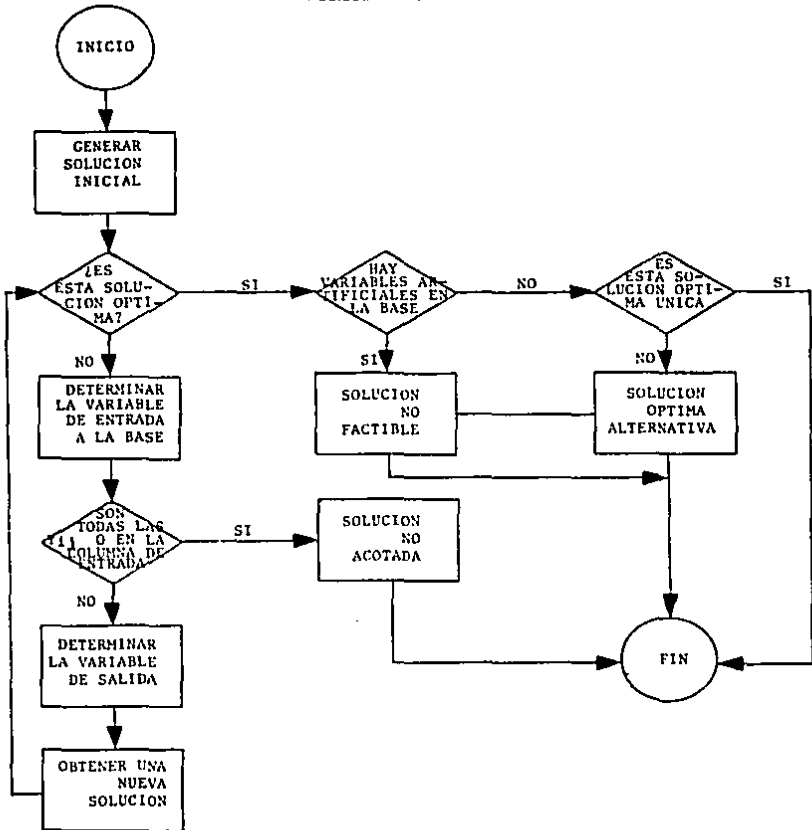 INICIO
GENERAR
SOLUCION
INICIAL
¿ES
ESTA SOLU-
CION OPTI-
MA?
SI
HAY
VARIABLES AR-
TIFICIALES EN
LA BASE
NO
ES
ESTA SO-
LUCION OPTI-
MA UNICA
SI
NO
DETERMINAR
LA VARIABLE
DE ENTRADA
A LA BASE
SI
SOLUCION
NO
FACTIBLE
NO
SOLUCION
OPTIMA
ALTERNATIVA
SON
TODAS LAS
O EN LA
COLUMNA DE
ENTRADA
SI
SOLUCION
NO
ACOTADA
NO
DETERMINAR
LA VARIABLE
DE SALIDA
FIN
OBTENER UNA
NUEVA
SOLUCION